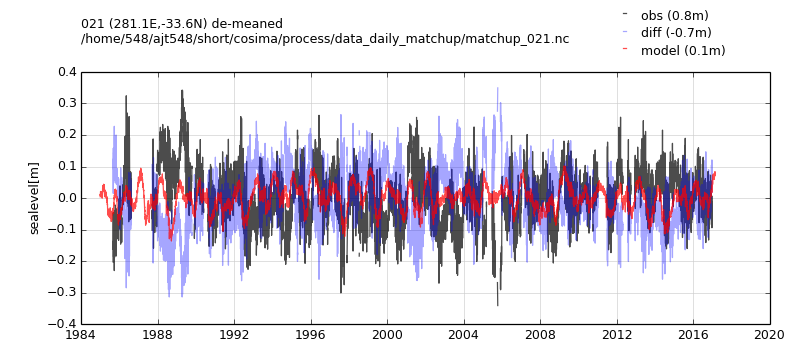 021 (281.1E,-33.6N) de-meaned
/home/548/ajt548/short/cosima/process/data_daily_matchup/matchup_021.nc
obs (0.8m)
diff (-0.7m)
model (0.1m)
sealevel[m]
0.4
0.3
0.2
0.1
0.0
−0.1
−0.2
−0.3
−0.4
1984 1988 1992 1996 2000 2004 2008 2012 2016 2020